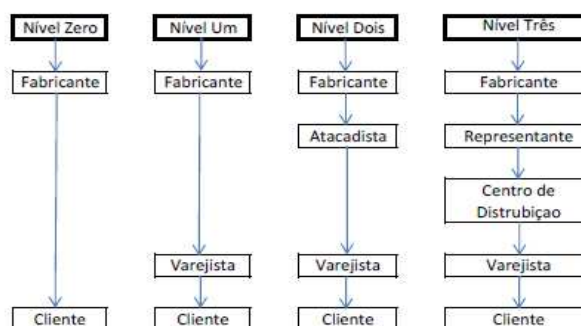 Nível Zero
Nível Um
Nível Dois
Nível Três
Fabricante
Fabricante
Fabricante
Fabricante
Atacadista
Representante
Centro de
Distrubiçao
Varejista
Varejista
Varejista
Cliente
Cliente
Cliente
Cliente